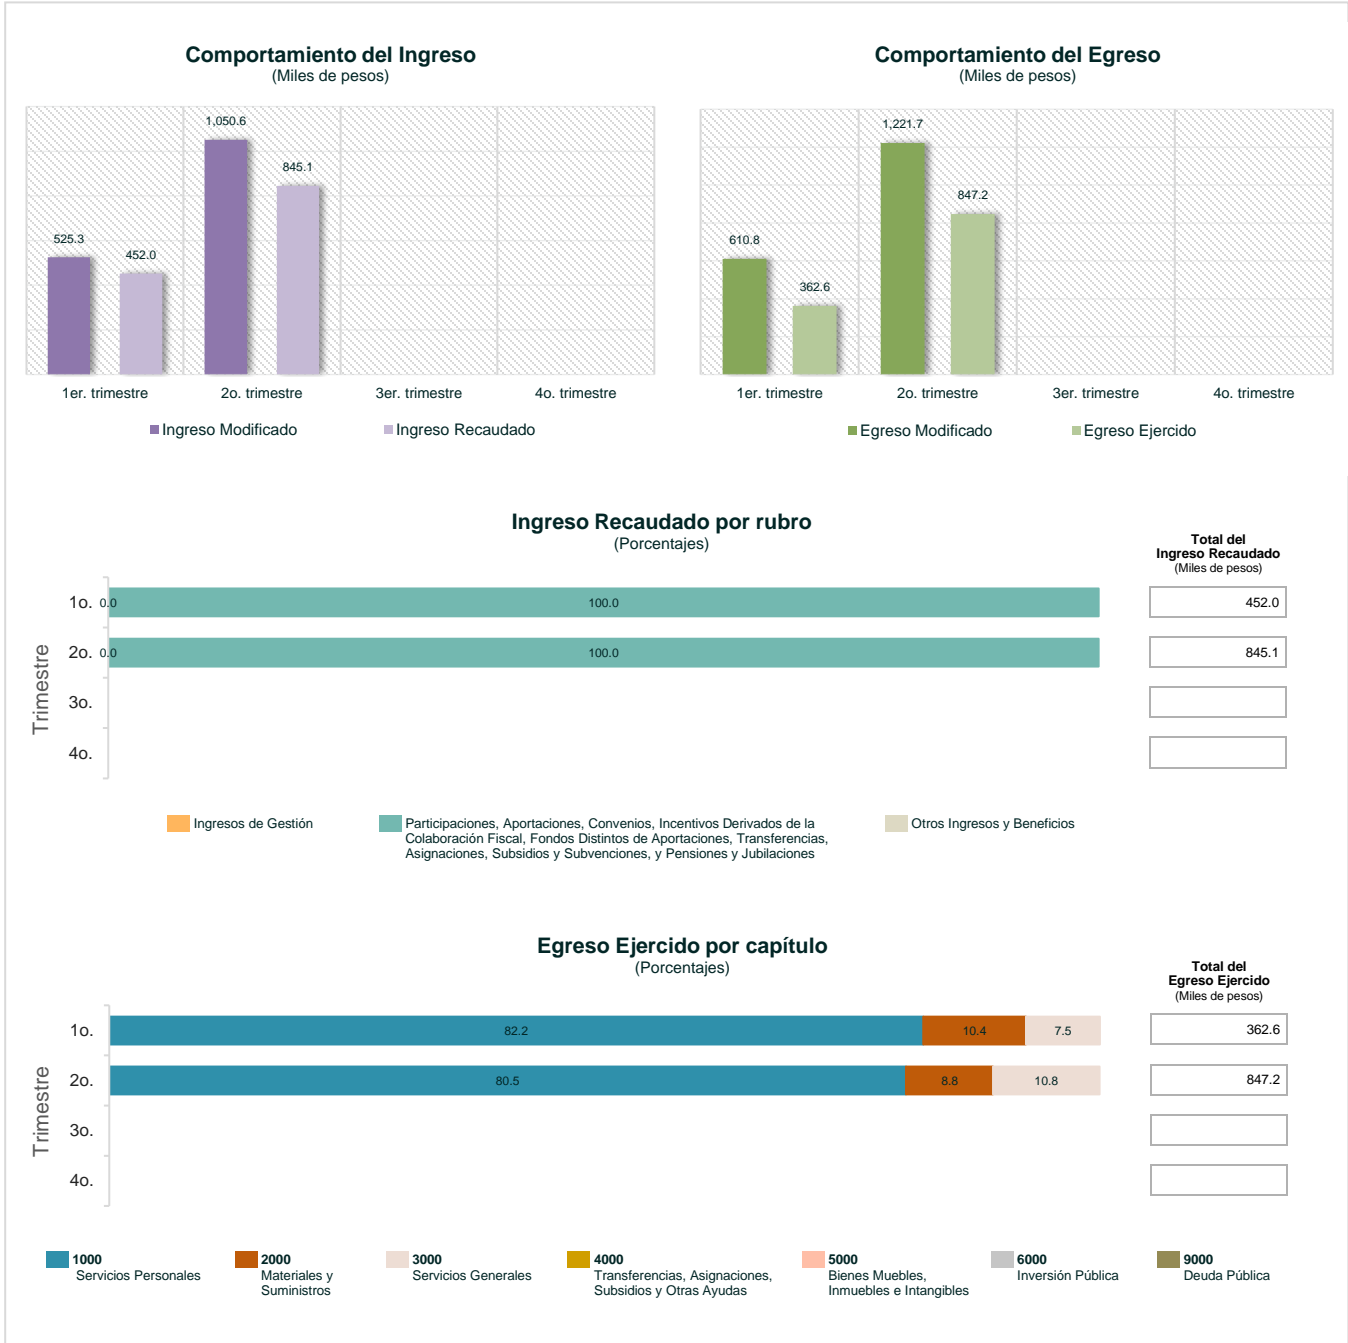 Comportamiento del Ingreso
(Miles de pesos)
1,050.6
845.1
525.3
452.0
1er. trimestre
2o. trimestre
3er. trimestre
4o. trimestre
Ingreso Modificado
Ingreso Recaudado
Comportamiento del Egreso
(Miles de pesos)
1,221.7
847.2
610.8
362.6
1er. trimestre
2o. trimestre
3er. trimestre
4o. trimestre
Egreso Modificado
Egreso Ejercido
Ingreso Recaudado por rubro
(Porcentajes)
Total del
Ingreso Recaudado
(Miles de pesos)
Trimestre
1o.
0.0
100.0
452.0
2o.
0.0
100.0
845.1
3o.
4o.
Ingresos de Gestión
Participaciones, Aportaciones, Convenios, Incentivos Derivados de la
Colaboración Fiscal, Fondos Distintos de Aportaciones, Transferencias,
Asignaciones, Subsidios y Subvenciones, y Pensiones y Jubilaciones
Otros Ingresos y Beneficios
Egreso Ejercido por capítulo
(Porcentajes)
Total del
Egreso Ejercido
(Miles de pesos)
Trimestre
1o.
82.2
10.4
7.5
362.6
2o.
80.5
8.8
10.8
847.2
3o.
4o.
1000
Servicios Personales
2000
Materiales y
Suministros
3000
Servicios Generales
4000
Transferencias, Asignaciones,
Subsidios y Otras Ayudas
5000
Bienes Muebles,
Inmuebles e Intangibles
6000
Inversión Pública
9000
Deuda Pública